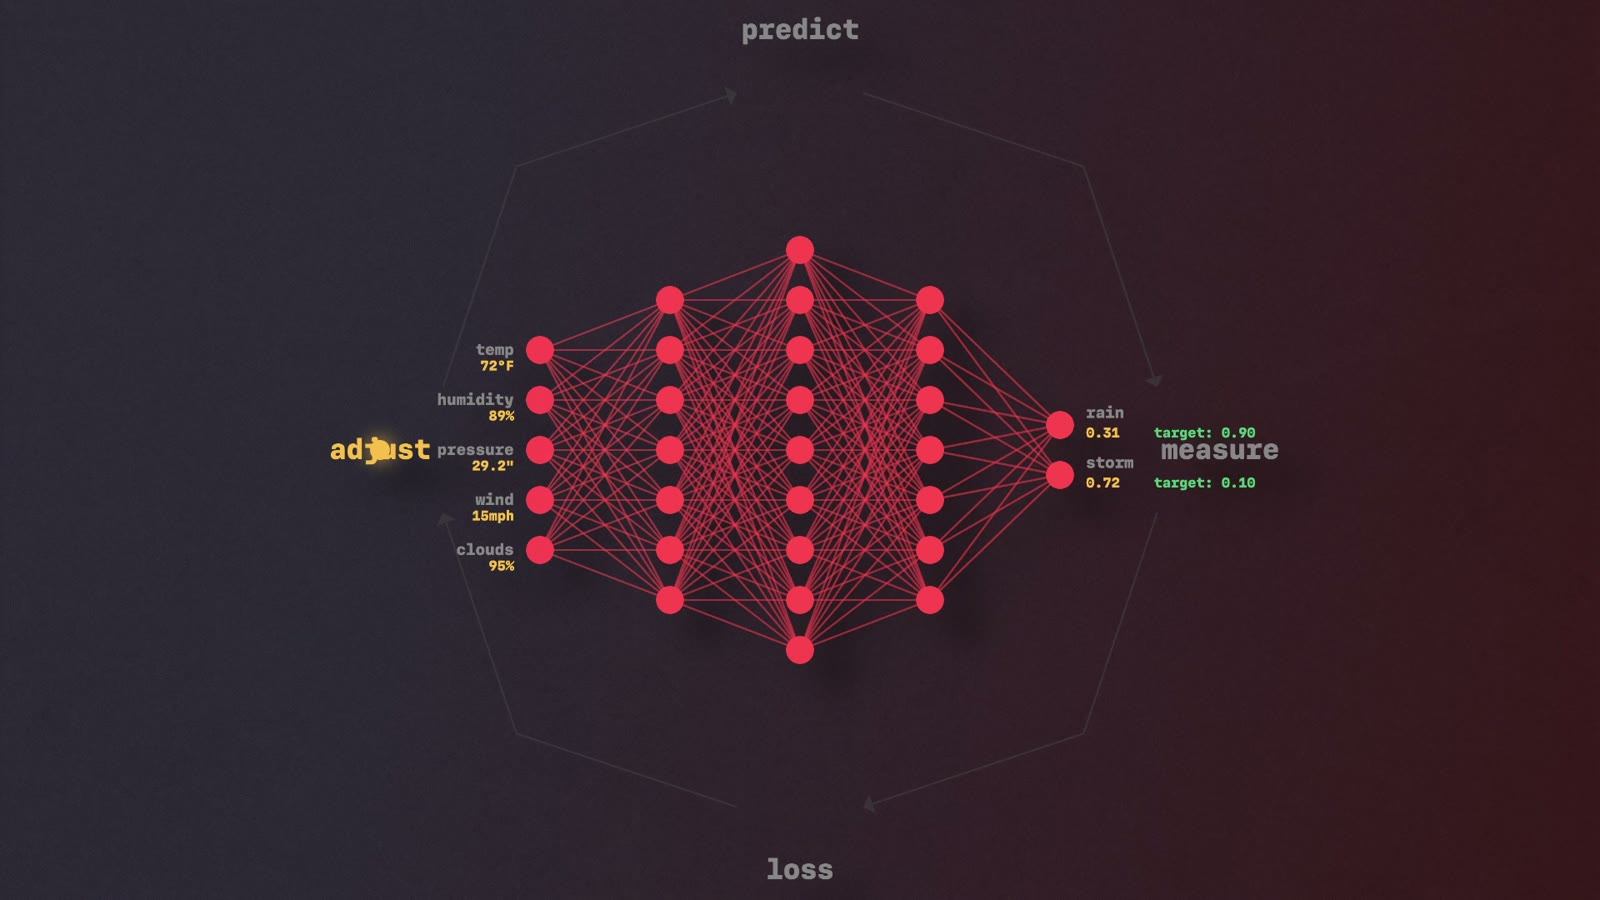 predict
temp
72°F
humidity
89%
adjust
pressure
29.2"
wind
15mph
clouds
95%
rain
0.31 target: 0.90
measure
storm
0.72 target: 0.10
loss